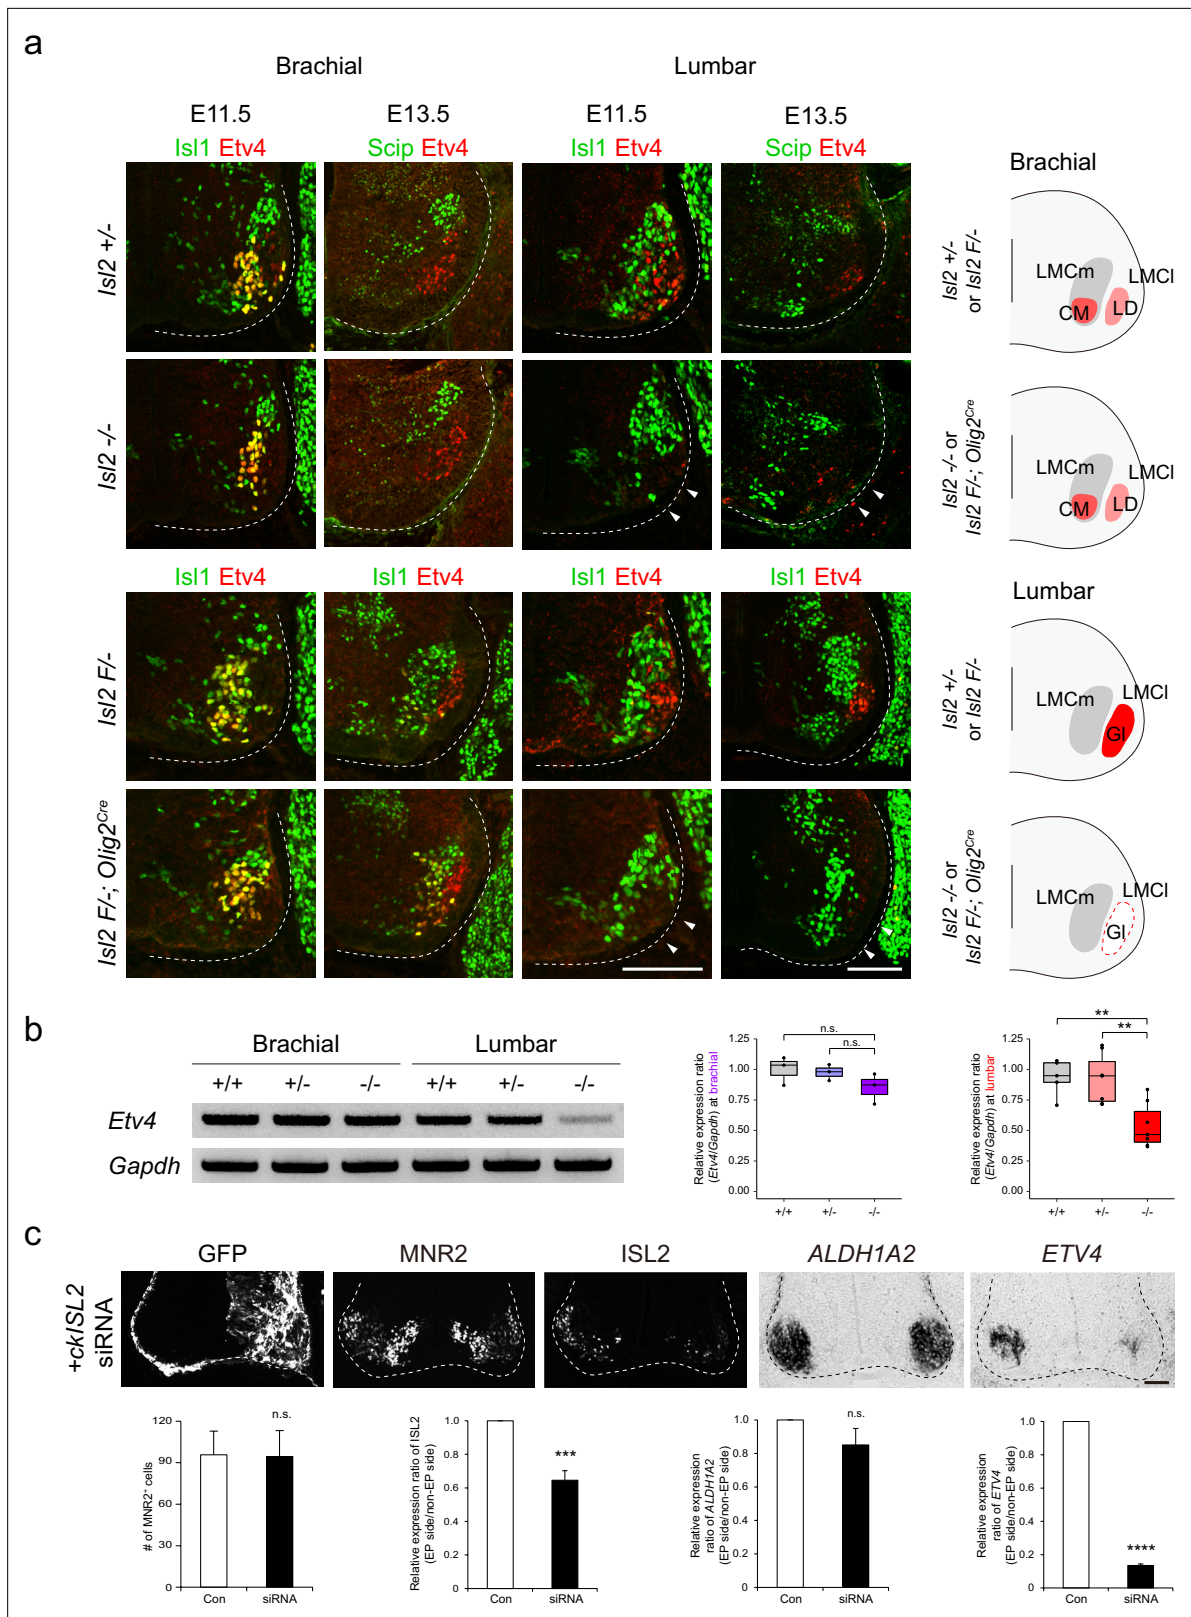 a
Brachial Lumbar
E11.5 E13.5 E11.5 E13.5
Isl1 Etv4 Scip Etv4 Isl1 Etv4 Scip Etv4
Isl2 +/-
Isl2 -/-
Isl1 Etv4 Isl1 Etv4 Isl1 Etv4 Isl1 Etv4
Isl2 F/-
Isl2 F/-; Olig2Cre
Brachial
Isl2 +/-
or Isl2 F/-
LMCm LMCl
CM LD
Isl2 -/- or
Isl2 F/-; Olig2Cre
LMCm LMCl
CM LD
Lumbar
Isl2 +/-
or Isl2 F/-
LMCm LMCl
Gl
Isl2 -/- or
Isl2 F/-; Olig2Cre
LMCm LMCl
Gl
b
Brachial Lumbar
+/+ +/- -/- +/+ +/- -/-
Etv4
Gapdh
Relative expression ratio
(Etv4/Gapdh) at brachial
n.s.
n.s.
1.25
1.00
0.75
0.50
0.25
0.00
+/+ +/- -/-
Relative expression ratio
(Etv4/Gapdh) at lumbar
**
**
1.25
1.00
0.75
0.50
0.25
0.00
+/+ +/- -/-
c
GFP MNR2 ISL2 ALDH1A2 ETV4
+ckISL2
siRNA
# of MNR2+ cells
n.s.
120
90
60
30
0
Con siRNA
Relative expression ratio of ISL2
(EP side/non-EP side)
***
1.0
0.8
0.6
0.4
0.2
0
Con siRNA
Relative expression
ratio of ALDH1A2
(EP side/non-EP side)
n.s.
1.0
0.8
0.6
0.4
0.2
0
Con siRNA
Relative expression
ratio of ETV4
(EP side/non-EP side)
****
1.0
0.8
0.6
0.4
0.2
0
Con siRNA